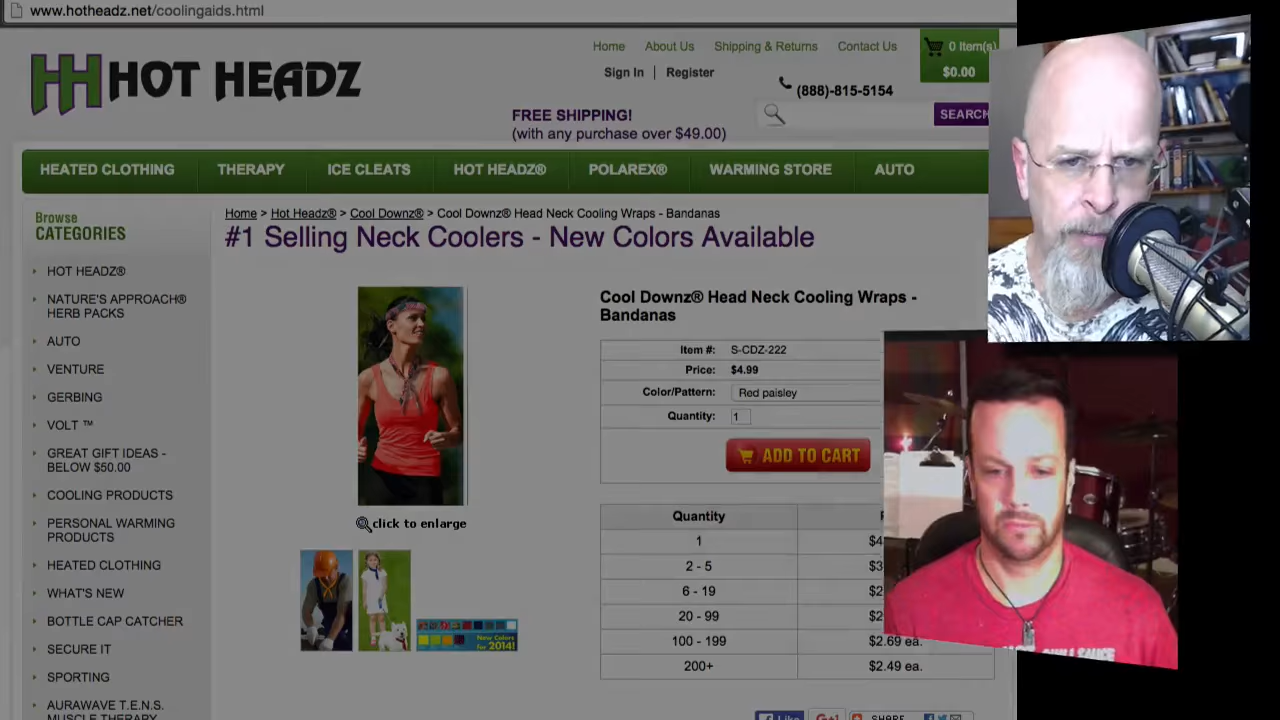 www.hotheadz.net/coolingaids.html
HH HOT HEADZ
Home About Us Shipping & Returns Contact Us
Sign In | Register
0 Item(s)
$0.00
(888)-815-5154
FREE SHIPPING!
(with any purchase over $49.00)
SEARCH
HEATED CLOTHING THERAPY ICE CLEATS HOT HEADZ® POLAREX® WARMING STORE AUTO
Browse
CATEGORIES
HOT HEADZ®
NATURE'S APPROACH®
HERB PACKS
AUTO
VENTURE
GERBING
VOLT ™
GREAT GIFT IDEAS -
BELOW $50.00
COOLING PRODUCTS
PERSONAL WARMING
PRODUCTS
HEATED CLOTHING
WHAT'S NEW
BOTTLE CAP CATCHER
SECURE IT
SPORTING
AURAWAVE T.E.N.S.
MUSCLE THERAPY
Home > Hot Headz® > Cool Downz® > Cool Downz® Head Neck Cooling Wraps - Bandanas
#1 Selling Neck Coolers - New Colors Available
click to enlarge
New Colors
for 2014!
Cool Downz® Head Neck Cooling Wraps -
Bandanas
Item #: S-CDZ-222
Price: $4.99
Color/Pattern: Red paisley
Quantity: 1
ADD TO CART
Quantity
1
2 - 5
6 - 19
20 - 99
100 - 199 $2.69 ea.
200+ $2.49 ea.
Like +1 SHARE